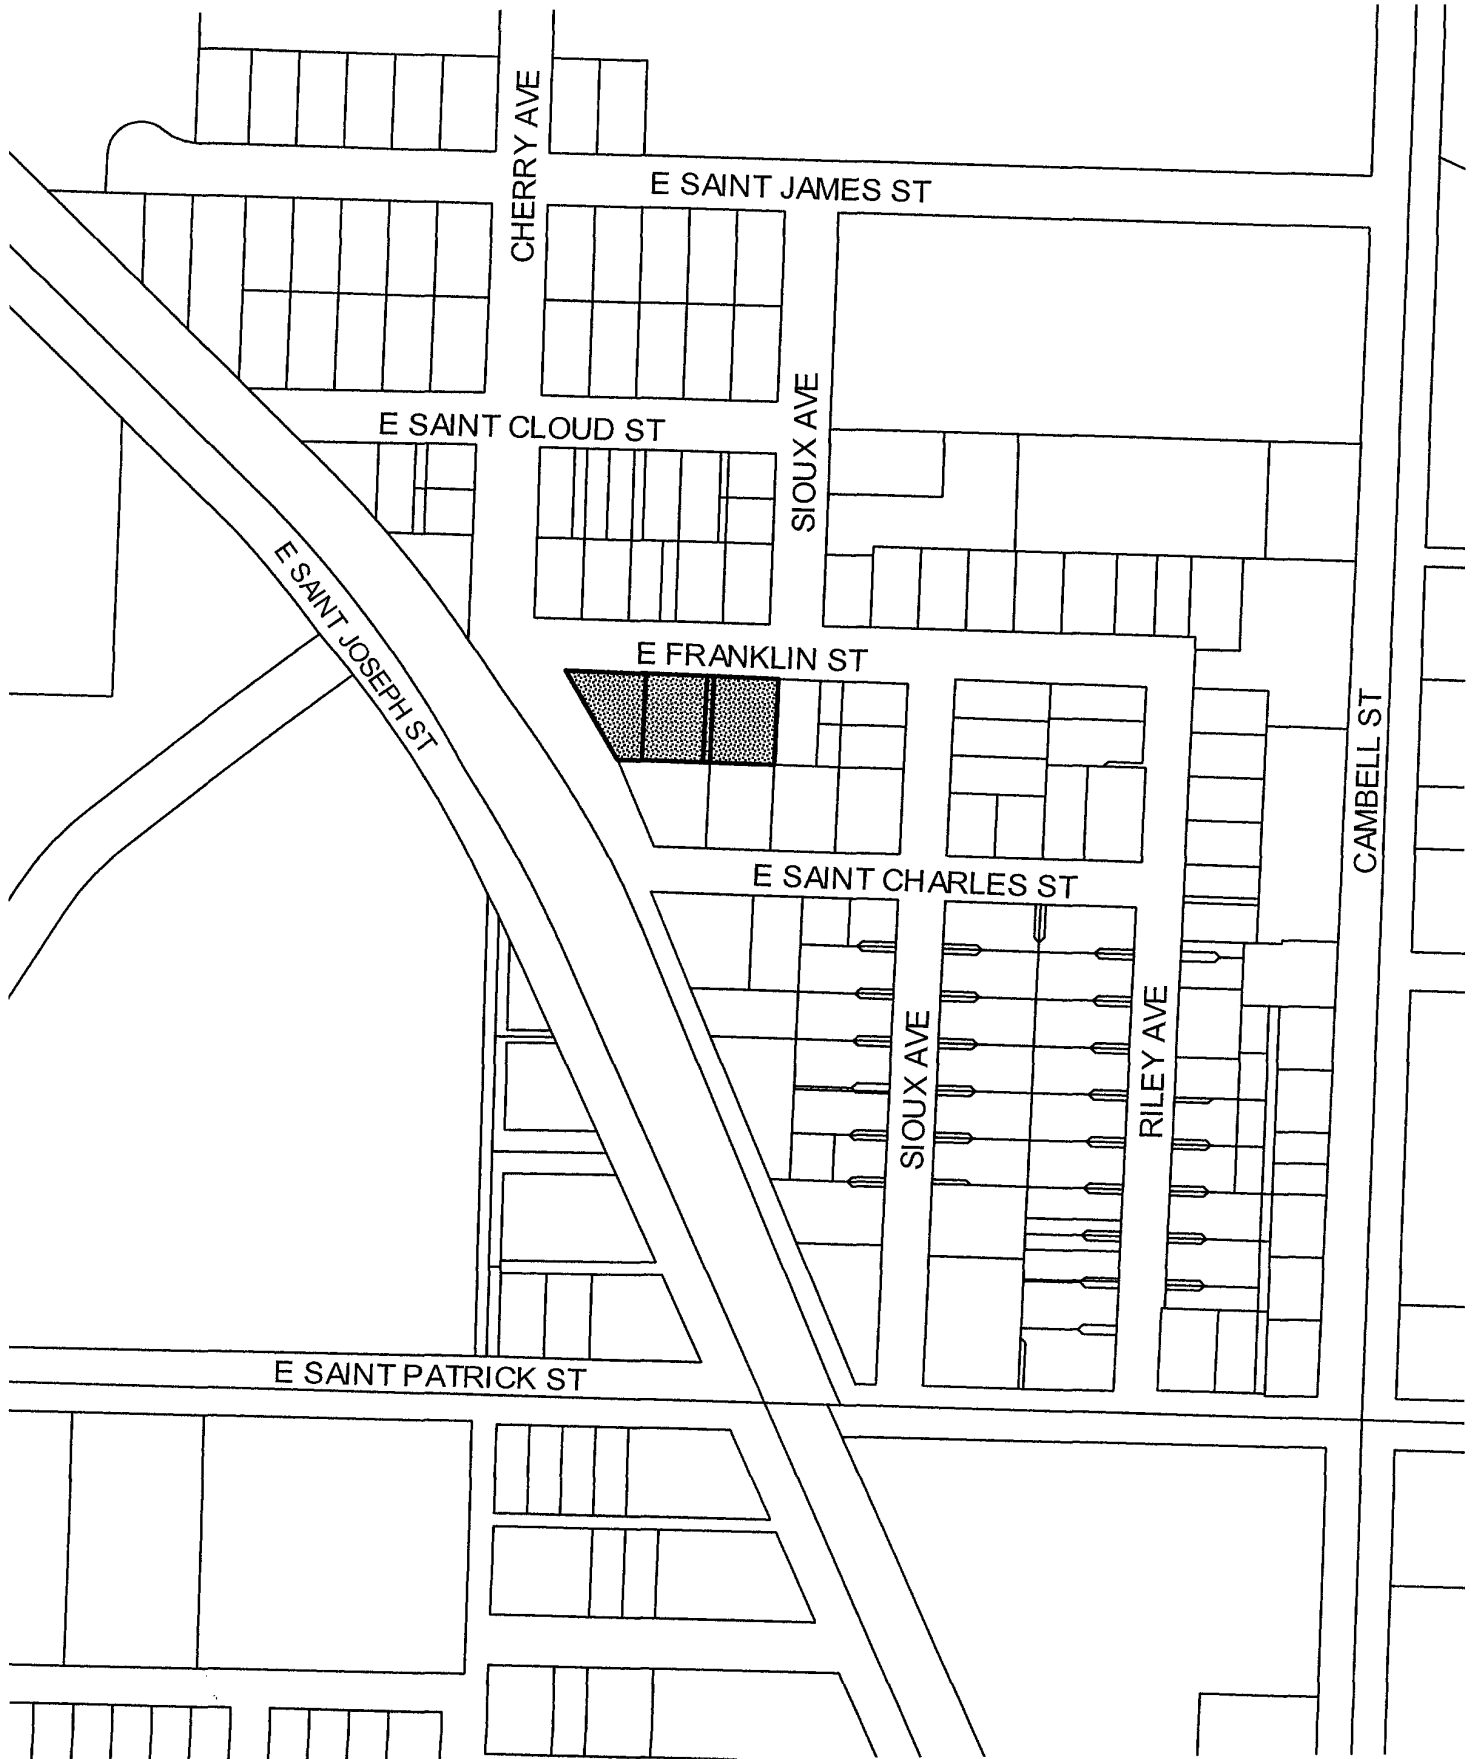 CHERRY AVE
E SAINT JAMES ST
E SAINT CLOUD ST
SIOUX AVE
E SAINT JOSEPH ST
E FRANKLIN ST
CAMBELL ST
E SAINT CHARLES ST
SIOUX AVE
RILEY AVE
E SAINT PATRICK ST